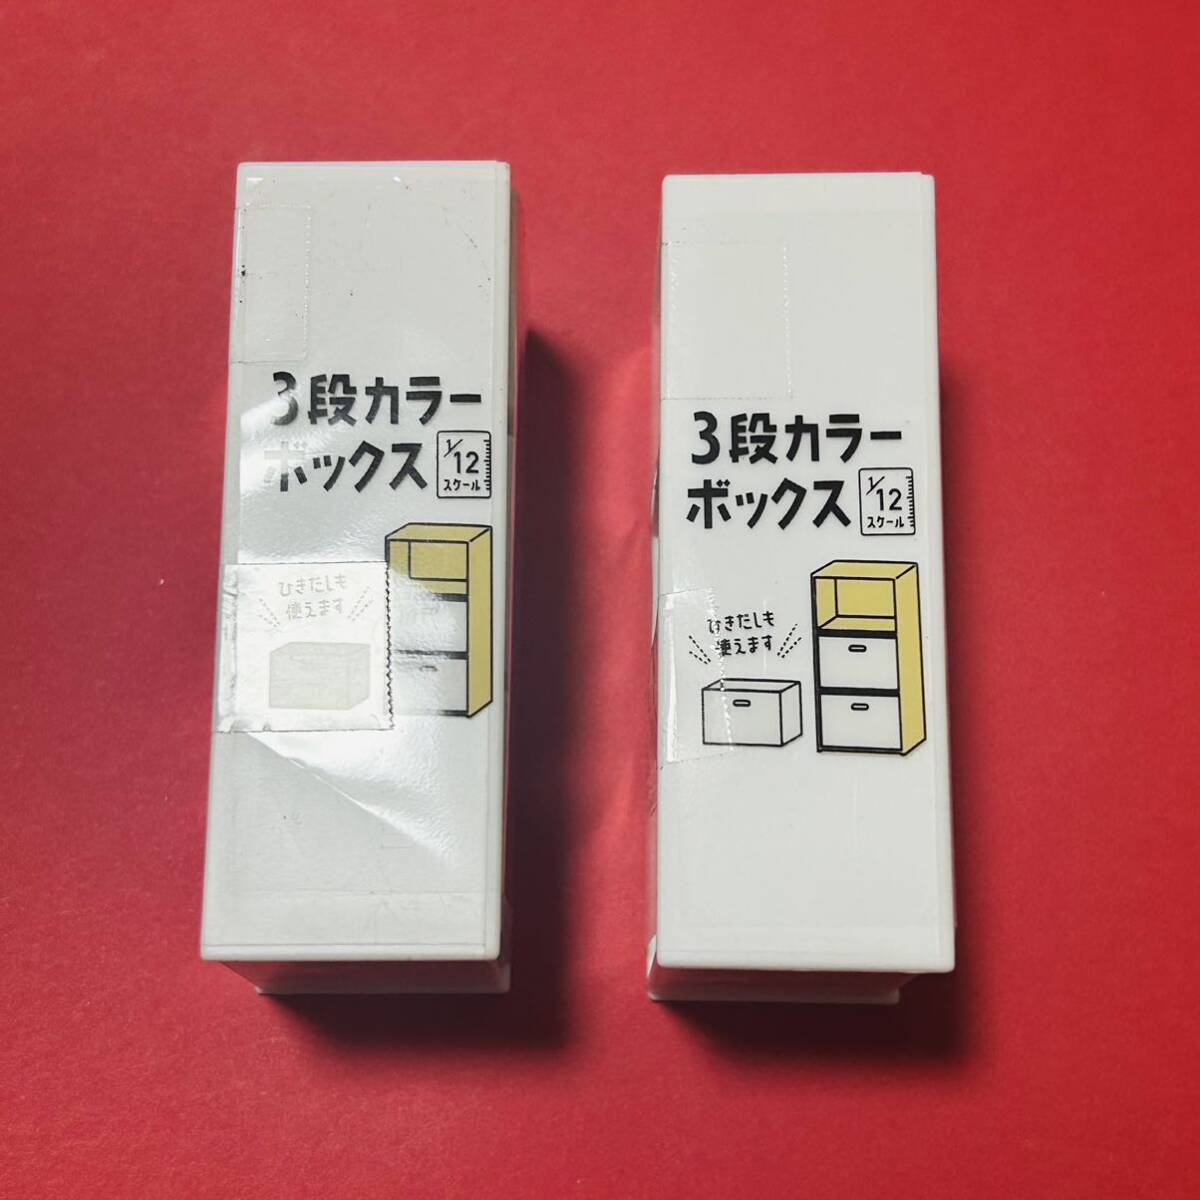 3段カラー
ボックス
1/12
スケール
ひきだしも
使えます
3段カラー
ボックス
1/12
スケール
ひきだしも
使えます